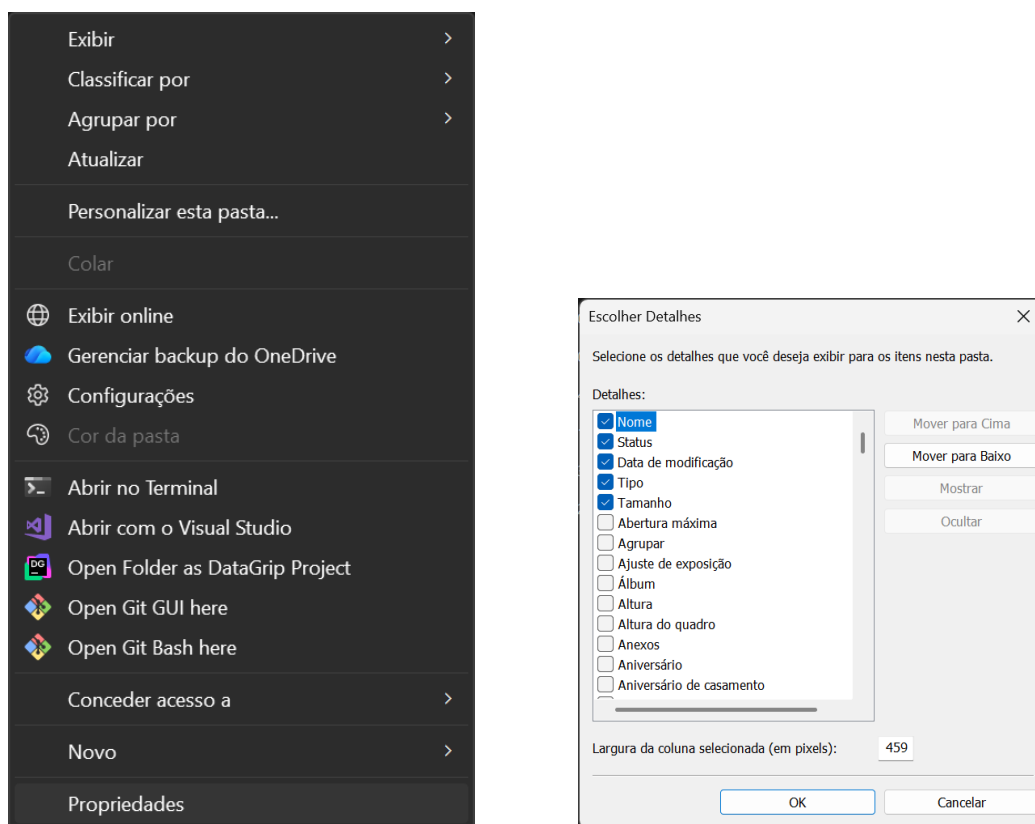 Exibir
Classificar por
Agrupar por
Atualizar
Personalizar esta pasta...
Colar
Exibir online
Gerenciar backup do OneDrive
Configurações
Cor da pasta
Abrir no Terminal
Abrir com o Visual Studio
DG
Open Folder as DataGrip Project
Open Git GUI here
Open Git Bash here
Conceder acesso a
Novo
Propriedades
Escolher Detalhes
Selecione os detalhes que você deseja exibir para os itens nesta pasta.
Detalhes:
Nome
Status
Data de modificação
Tipo
Tamanho
Abertura máxima
Agrupar
Ajuste de exposição
Álbum
Altura
Altura do quadro
Anexos
Aniversário
Aniversário de casamento
Mover para Cima
Mover para Baixo
Mostrar
Ocultar
Largura da coluna selecionada (em pixels): 459
OK Cancelar